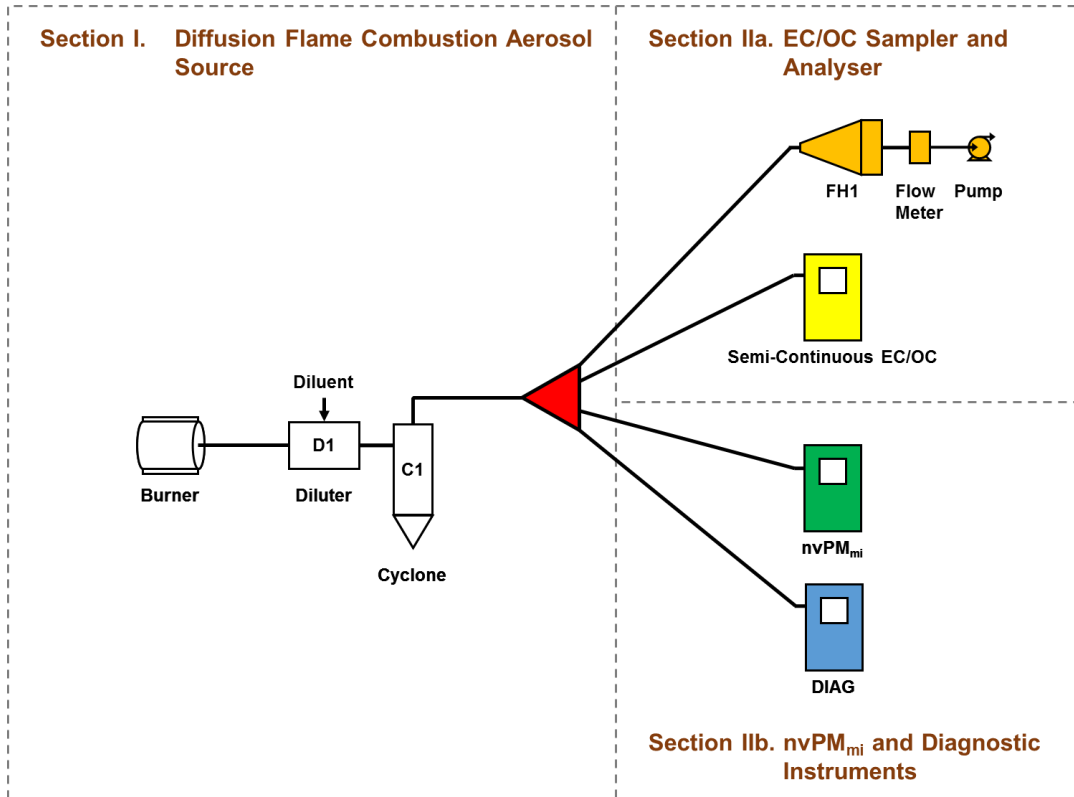 Section I. Diffusion Flame Combustion Aerosol
Source
Section IIa. EC/OC Sampler and
Analyser
FH1
Flow
Meter
Pump
Semi-Continuous EC/OC
Diluent
D1
C1
Burner
Diluter
Cyclone
nvPMmi
DIAG
Section IIb. nvPMmi and Diagnostic
Instruments